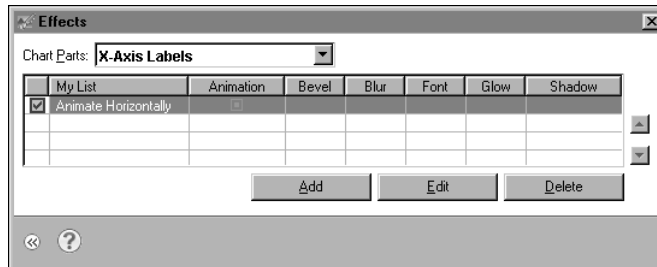 Effects
Chart Parts: X-Axis Labels
My List Animation Bevel Blur Font Glow Shadow
Animate Horizontally
Add Edit Delete
?